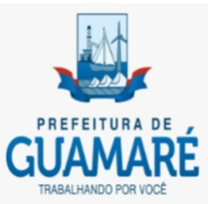 PREFEITURA DE
GUAMARÉ
TRABALHANDO POR VOCÊ